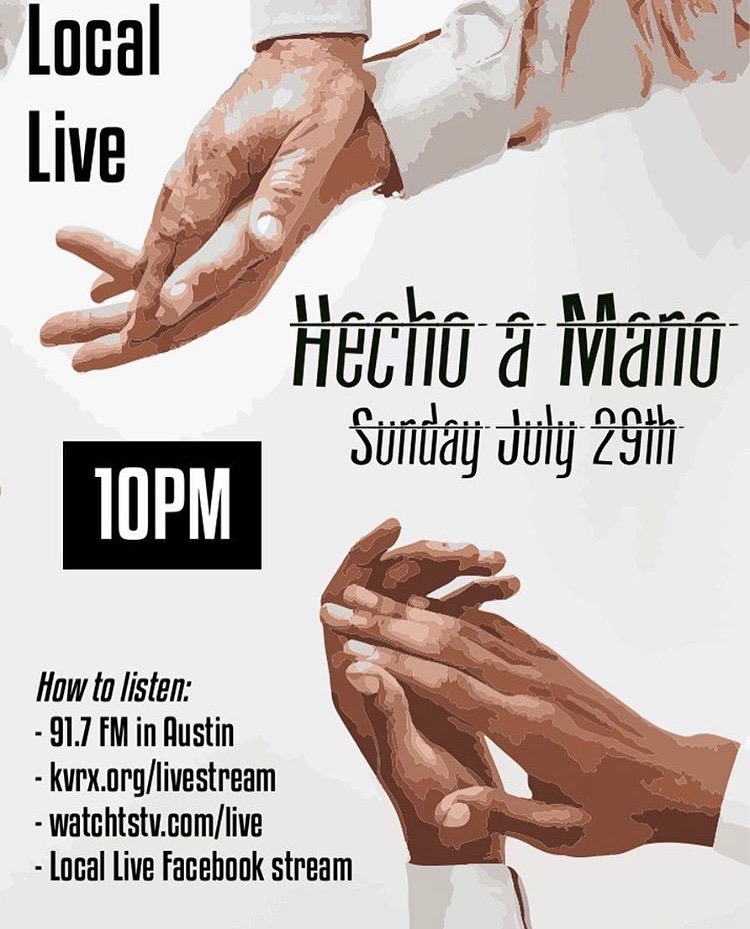 Local
Live
Hecho a Mano
Sunday July 29th
10PM
How to listen:
- 91.7 FM in Austin
- kvrx.org/livestream
- watchtstv.com/live
- Local Live Facebook stream